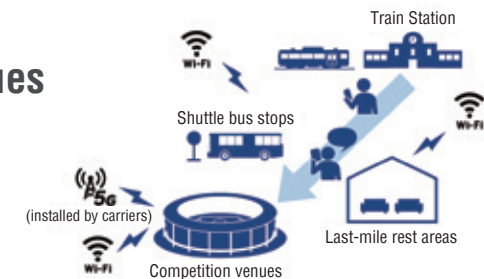 Train Station
Wi-Fi
ues
Wi-Fi
Shuttle bus stops
5G
(installed by carriers)
Wi-Fi
Last-mile rest areas
Competition venues